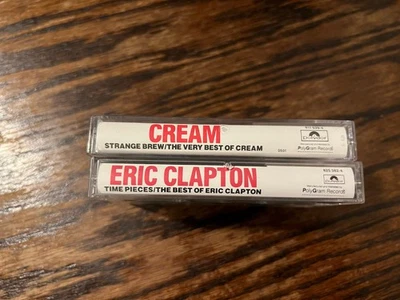 CREAM
STRANGE BREW/THE VERY BEST OF CREAM
PolyGram Records
ERIC CLAPTON
TIME PIECES/THE BEST OF ERIC CLAPTON
PolyGram Records